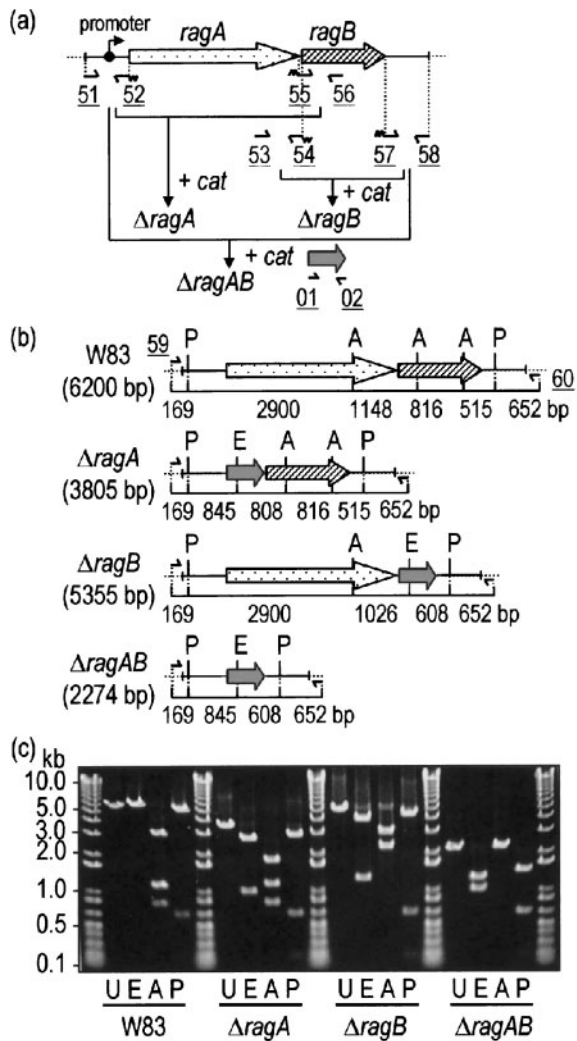 (a)
promoter
ragA ragB
51 52 55 56
53 54 57 58
+ cat + cat
ΔragA ΔragB
+ cat
ΔragAB
01 02
(b)
59 P A A A P
W83
(6200 bp) 60
169 2900 1148 816 515 652 bp
P E A A P
ΔragA
(3805 bp)
169 845 808 816 515 652 bp
P A E P
ΔragB
(5355 bp)
169 2900 1026 608 652 bp
P E P
ΔragAB
(2274 bp)
169 845 608 652 bp
(c)
kb
10.0
5.0
3.0
2.0
1.0
0.5
0.1
U E A P U E A P U E A P U E A P
W83 ΔragA ΔragB ΔragAB